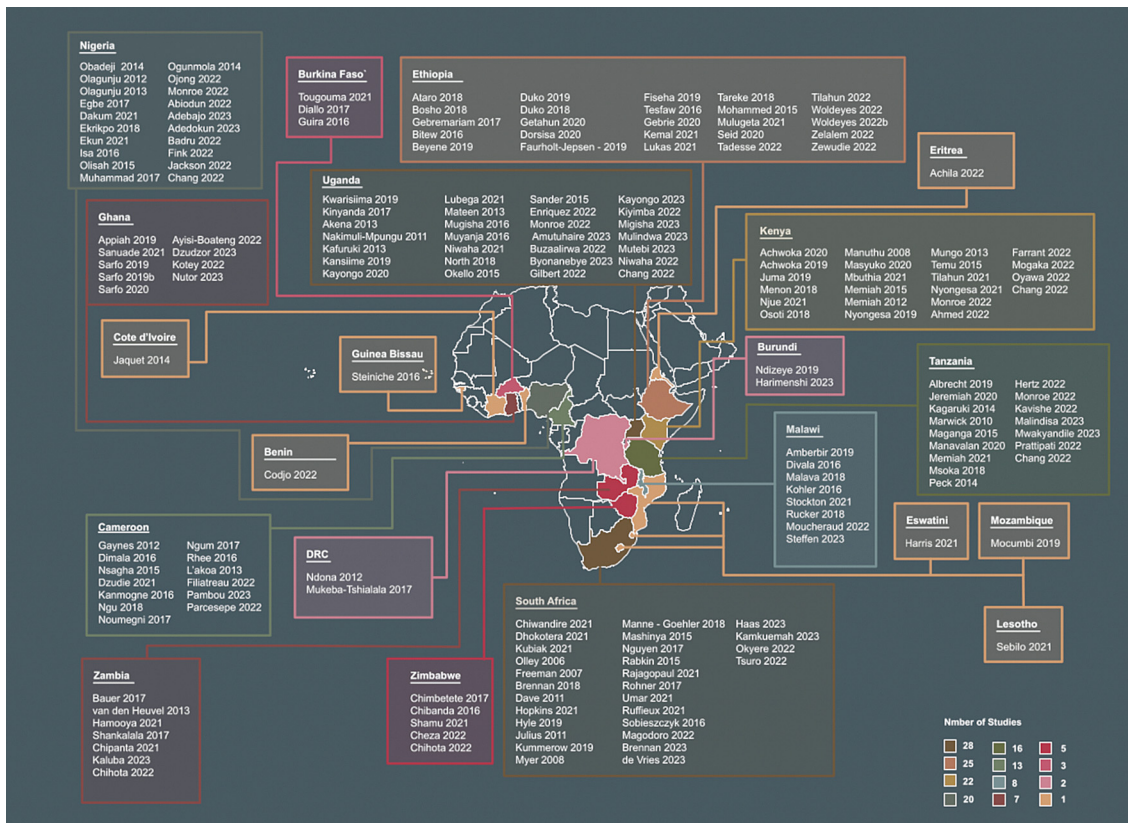 Nigeria
Obadeji 2014
Olagunju 2012
Olagunju 2013
Egbe 2017
Dakum 2021
Ekrikpo 2018
Ekun 2021
Isa 2016
Olisah 2015
Muhammad 2017
Ogunmola 2014
Ojong 2022
Monroe 2022
Abiodun 2022
Adebajo 2023
Adedokun 2023
Badru 2022
Fink 2022
Jackson 2022
Chang 2022
Burkina Faso*
Tougouma 2021
Diallo 2017
Guira 2016
Ethiopia
Ataro 2018
Bosho 2018
Gebremariam 2017
Bitew 2016
Beyene 2019
Duko 2019
Duko 2018
Getahun 2020
Dorsisa 2020
Faurholt-Jepsen - 2019
Fiseha 2019
Tesfaw 2016
Gebrie 2020
Kemal 2021
Lukas 2021
Tareke 2018
Mohammed 2015
Mulugeta 2021
Seid 2020
Tadesse 2022
Tilahun 2022
Woldeyes 2022
Woldeyes 2022b
Zelalem 2022
Zewudie 2022
Eritrea
Achila 2022
Uganda
Kwarisiima 2019
Kinyanda 2017
Akena 2013
Nakimuli-Mpungu 2011
Kafuruki 2013
Kansiime 2019
Kayongo 2020
Lubega 2021
Mateen 2013
Mugisha 2016
Muyanja 2016
Niwaha 2021
North 2018
Okello 2015
Sander 2015
Enriquez 2022
Monroe 2022
Amutuhaire 2023
Buzaalirwa 2022
Byonanebye 2023
Gilbert 2022
Kayongo 2023
Kiyimba 2022
Migisha 2023
Mulindwa 2023
Mutebi 2023
Niwaha 2022
Chang 2022
Ghana
Appiah 2019
Sanuade 2021
Sarfo 2019
Sarfo 2019b
Sarfo 2020
Ayisi-Boateng 2022
Dzudzor 2023
Kotey 2022
Nutor 2023
Kenya
Achwoka 2020
Achwoka 2019
Juma 2019
Menon 2018
Njue 2021
Osoti 2018
Manuthu 2008
Masyuko 2020
Mbuthia 2021
Memiah 2015
Memiah 2012
Nyongesa 2019
Mungo 2013
Temu 2015
Tilahun 2021
Nyongesa 2021
Monroe 2022
Ahmed 2022
Farrant 2022
Mogaka 2022
Oyawa 2022
Chang 2022
Cote d'Ivoire
Jaquet 2014
Guinea Bissau
Steiniche 2016
Burundi
Ndizeye 2019
Harimenshi 2023
Tanzania
Albrecht 2019
Jeremiah 2020
Kagaruki 2014
Marwick 2010
Maganga 2015
Manavalan 2020
Memiah 2021
Msoka 2018
Peck 2014
Hertz 2022
Monroe 2022
Kavishe 2022
Malindisa 2023
Mwakyandile 2023
Prattipati 2022
Chang 2022
Benin
Codjo 2022
Malawi
Amberbir 2019
Divala 2016
Malava 2018
Kohler 2016
Stockton 2021
Rucker 2018
Moucheraud 2022
Steffen 2023
Eswatini
Harris 2021
Mozambique
Mocumbi 2019
Cameroon
Gaynes 2012
Dimala 2016
Nsagha 2015
Dzudie 2021
Kanmogne 2016
Ngu 2018
Noumegni 2017
Ngum 2017
Rhee 2016
L'akoa 2013
Filiatreau 2022
Pambou 2023
Parcesepe 2022
DRC
Ndona 2012
Mukeba-Tshialala 2017
South Africa
Chiwandire 2021
Dhokotera 2021
Kubiak 2021
Olley 2006
Freeman 2007
Brennan 2018
Dave 2011
Hopkins 2021
Hyle 2019
Julius 2011
Kummerow 2019
Myer 2008
Manne - Goehler 2018
Mashinya 2015
Nguyen 2017
Rabkin 2015
Rajagopaul 2021
Rohner 2017
Umar 2021
Ruffieux 2021
Sobieszczyk 2016
Magodoro 2022
Brennan 2023
de Vries 2023
Haas 2023
Kamkuemah 2023
Okyere 2022
Tsuro 2022
Lesotho
Sebilo 2021
Zambia
Bauer 2017
van den Heuvel 2013
Hamooya 2021
Shankalala 2017
Chipanta 2021
Kaluba 2023
Chihota 2022
Zimbabwe
Chimbetete 2017
Chibanda 2016
Shamu 2021
Cheza 2022
Chihota 2022
Nmber of Studies
28
25
22
20
16
13
8
7
5
3
2
1